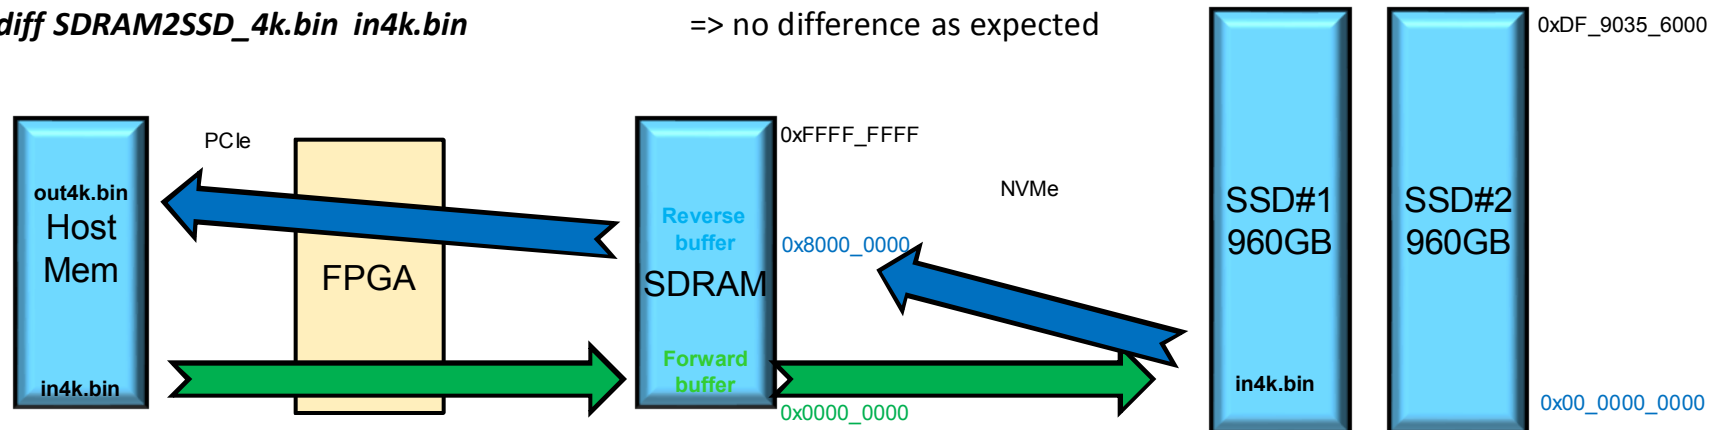 diff SDRAM2SSD_4k.bin in4k.bin => no difference as expected
0xDF_9035_6000
PCIe
0xFFFF_FFFF
out4k.bin
Host
Mem
FPGA
Reverse
buffer
0x8000_0000
SDRAM
NVMe
SSD#1
960GB
SSD#2
960GB
in4k.bin
Forward
buffer
0x0000_0000
in4k.bin
0x00_0000_0000